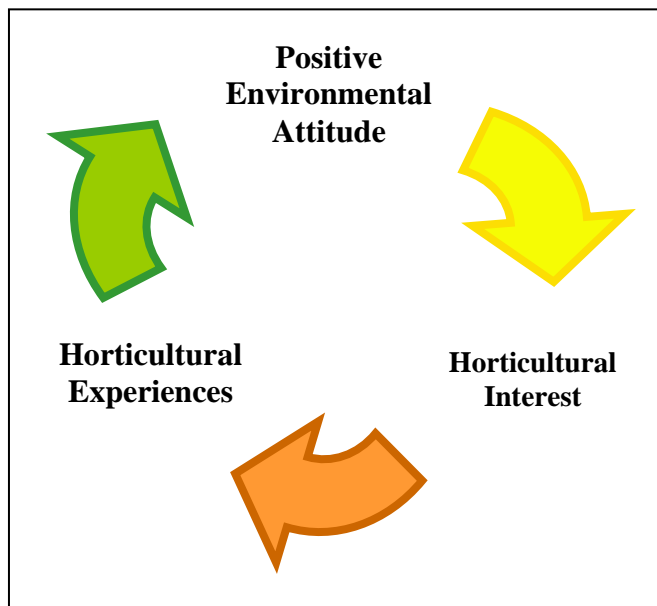 Positive
Environmental
Attitude
Horticultural
Experiences
Horticultural
Interest